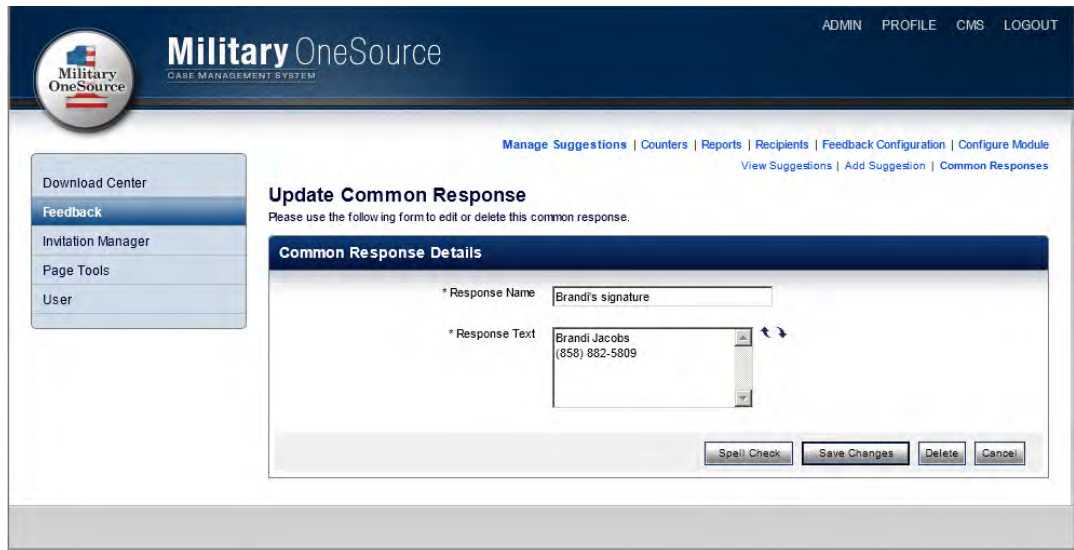 ADMIN PROFILE CMS LOGOUT
Military OneSource
CASE MANAGEMENT SYSTEM
Military
OneSource
Manage Suggestions | Counters | Reports | Recipients | Feedback Configuration | Configure Module
View Suggestions | Add Suggestion | Common Responses
Download Center
Feedback
Invitation Manager
Page Tools
User
Update Common Response
Please use the following form to edit or delete this common response.
Common Response Details
* Response Name
Brandi's signature
* Response Text
Brandi Jacobs
(858) 882-5809
Spell Check Save Changes Delete Cancel